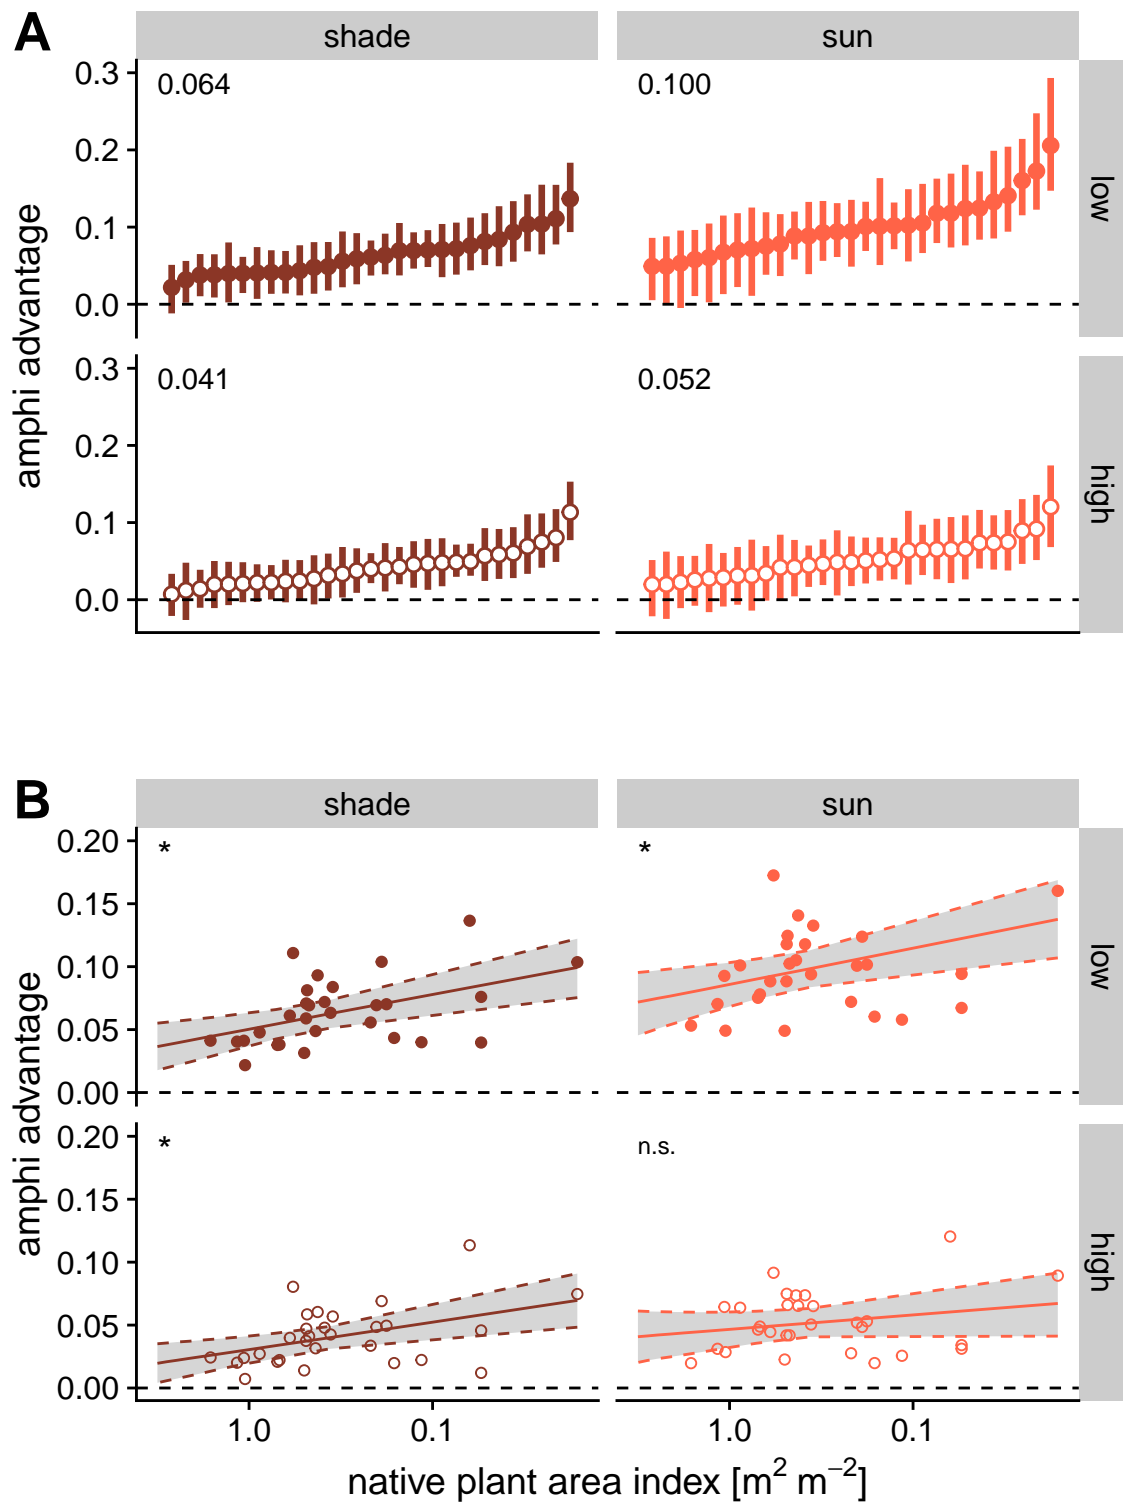 A
shade
sun
0.3
0.2
0.1
0.0
0.064
0.100
low
0.3
0.2
0.1
0.0
0.041
0.052
high
amphi advantage
B
shade
sun
0.20
0.15
0.10
0.05
0.00
*
*
low
0.20
0.15
0.10
0.05
0.00
*
n.s.
high
amphi advantage
1.0
0.1
1.0
0.1
native plant area index [m² m⁻²]